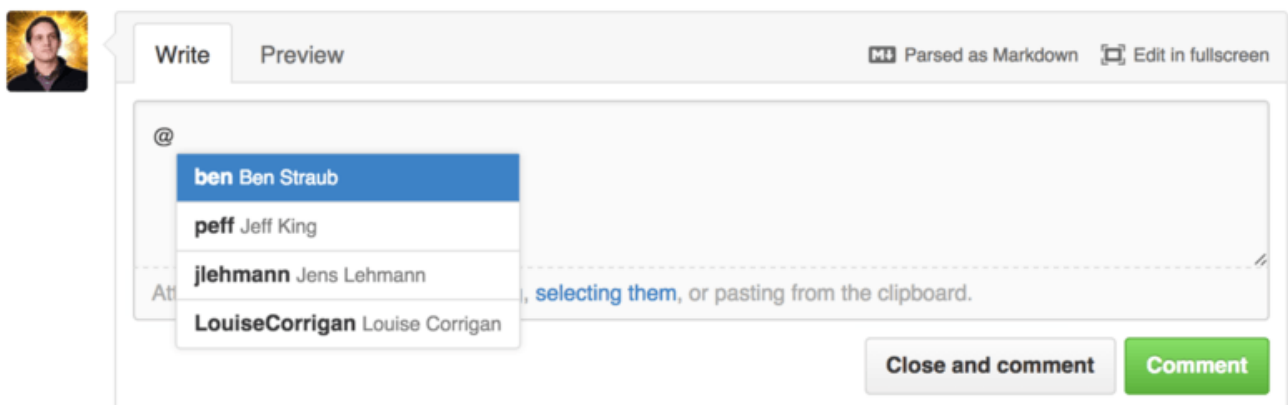 Write Preview Parsed as Markdown Edit in fullscreen
@
ben Ben Straub
peff Jeff King
jlehmann Jens Lehmann
selecting them, or pasting from the clipboard.
LouiseCorrigan Louise Corrigan
Close and comment Comment